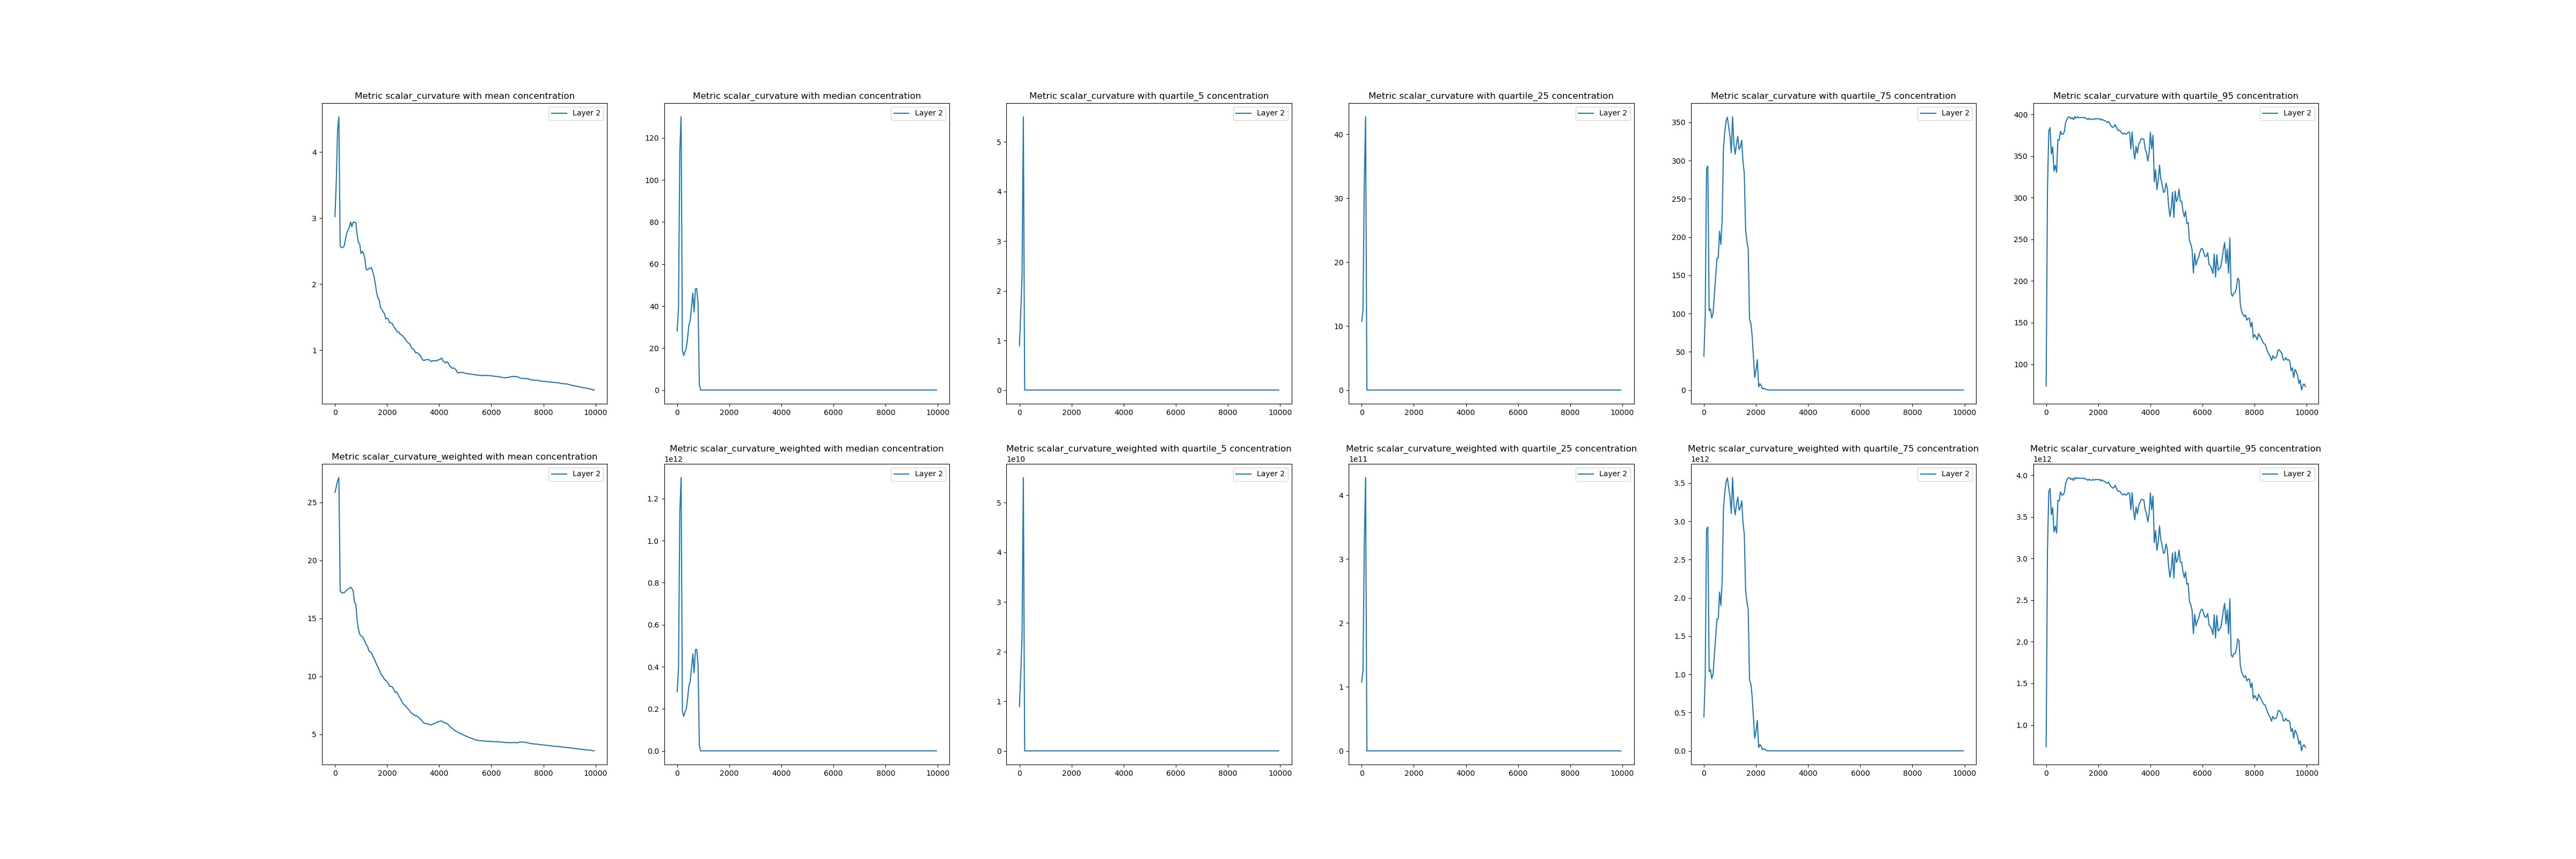 Metric scalar_curvature with mean concentration
Layer 2
4
3
2
1
0 2000 4000 6000 8000 10000
Metric scalar_curvature with median concentration
Layer 2
120
100
80
60
40
20
0
0 2000 4000 6000 8000 10000
Metric scalar_curvature with quartile_5 concentration
Layer 2
5
4
3
2
1
0
0 2000 4000 6000 8000 10000
Metric scalar_curvature with quartile_25 concentration
Layer 2
40
30
20
10
0
0 2000 4000 6000 8000 10000
Metric scalar_curvature with quartile_75 concentration
Layer 2
350
300
250
200
150
100
50
0
0 2000 4000 6000 8000 10000
Metric scalar_curvature with quartile_95 concentration
Layer 2
400
350
300
250
200
150
100
0 2000 4000 6000 8000 10000
Metric scalar_curvature_weighted with mean concentration
Layer 2
25
20
15
10
5
0 2000 4000 6000 8000 10000
Metric scalar_curvature_weighted with median concentration
1e12
Layer 2
1.2
1.0
0.8
0.6
0.4
0.2
0.0
0 2000 4000 6000 8000 10000
Metric scalar_curvature_weighted with quartile_5 concentration
1e10
Layer 2
5
4
3
2
1
0
0 2000 4000 6000 8000 10000
Metric scalar_curvature_weighted with quartile_25 concentration
1e11
Layer 2
4
3
2
1
0
0 2000 4000 6000 8000 10000
Metric scalar_curvature_weighted with quartile_75 concentration
1e12
Layer 2
3.5
3.0
2.5
2.0
1.5
1.0
0.5
0.0
0 2000 4000 6000 8000 10000
Metric scalar_curvature_weighted with quartile_95 concentration
1e12
Layer 2
4.0
3.5
3.0
2.5
2.0
1.5
1.0
0 2000 4000 6000 8000 10000